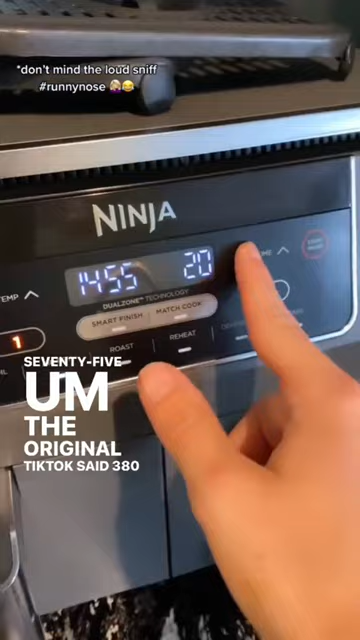 *don't mind the loud sniff
#runnynose 🤧😂
NINJA
TEMP
1455 20
DUALZONE™ TECHNOLOGY
SMART FINISH MATCH COOK
ROAST REHEAT
1
SEVENTY-FIVE
UM
THE
ORIGINAL
TIKTOK SAID 380